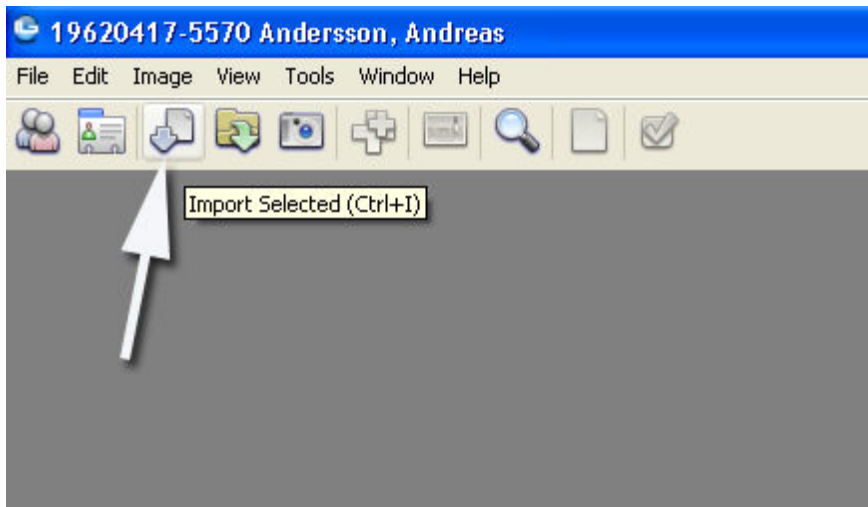 19620417-5570 Andersson, Andreas
File Edit Image View Tools Window Help
Import Selected (Ctrl+I)